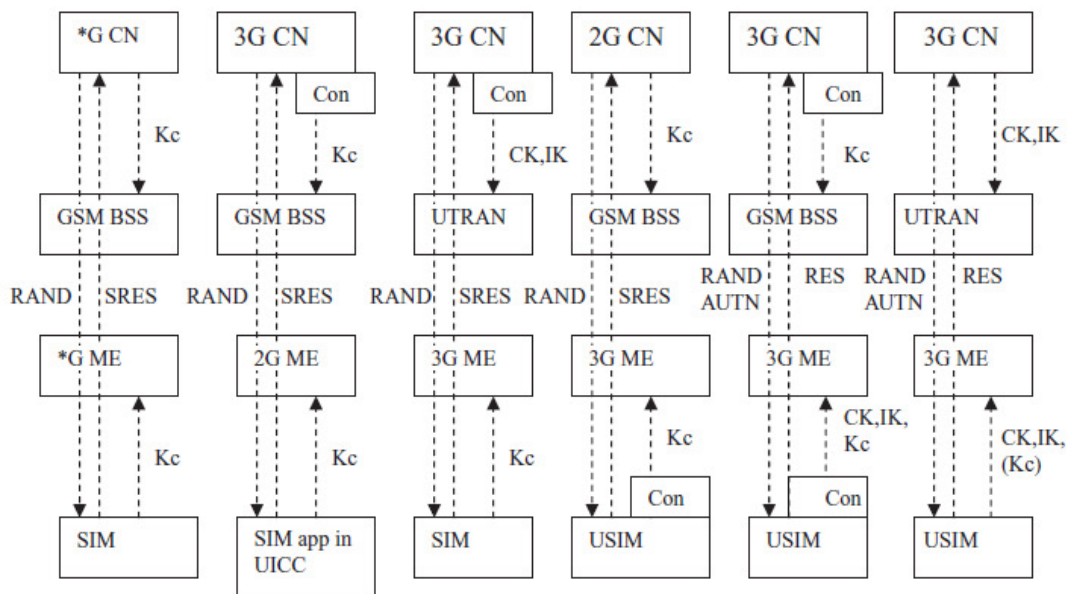 *G CN
3G CN
3G CN
2G CN
3G CN
3G CN
Con
Con
Con
Kc
Kc
CK,IK
Kc
Kc
CK,IK
GSM BSS
GSM BSS
UTRAN
GSM BSS
GSM BSS
UTRAN
RAND
SRES
RAND
SRES
RAND
SRES
RAND
SRES
RAND
AUTN
RES
RAND
AUTN
RES
*G ME
2G ME
3G ME
3G ME
3G ME
3G ME
Kc
Kc
Kc
Kc
CK,IK,
Kc
CK,IK,
(Kc)
Con
Con
SIM
SIM app in
UICC
SIM
USIM
USIM
USIM